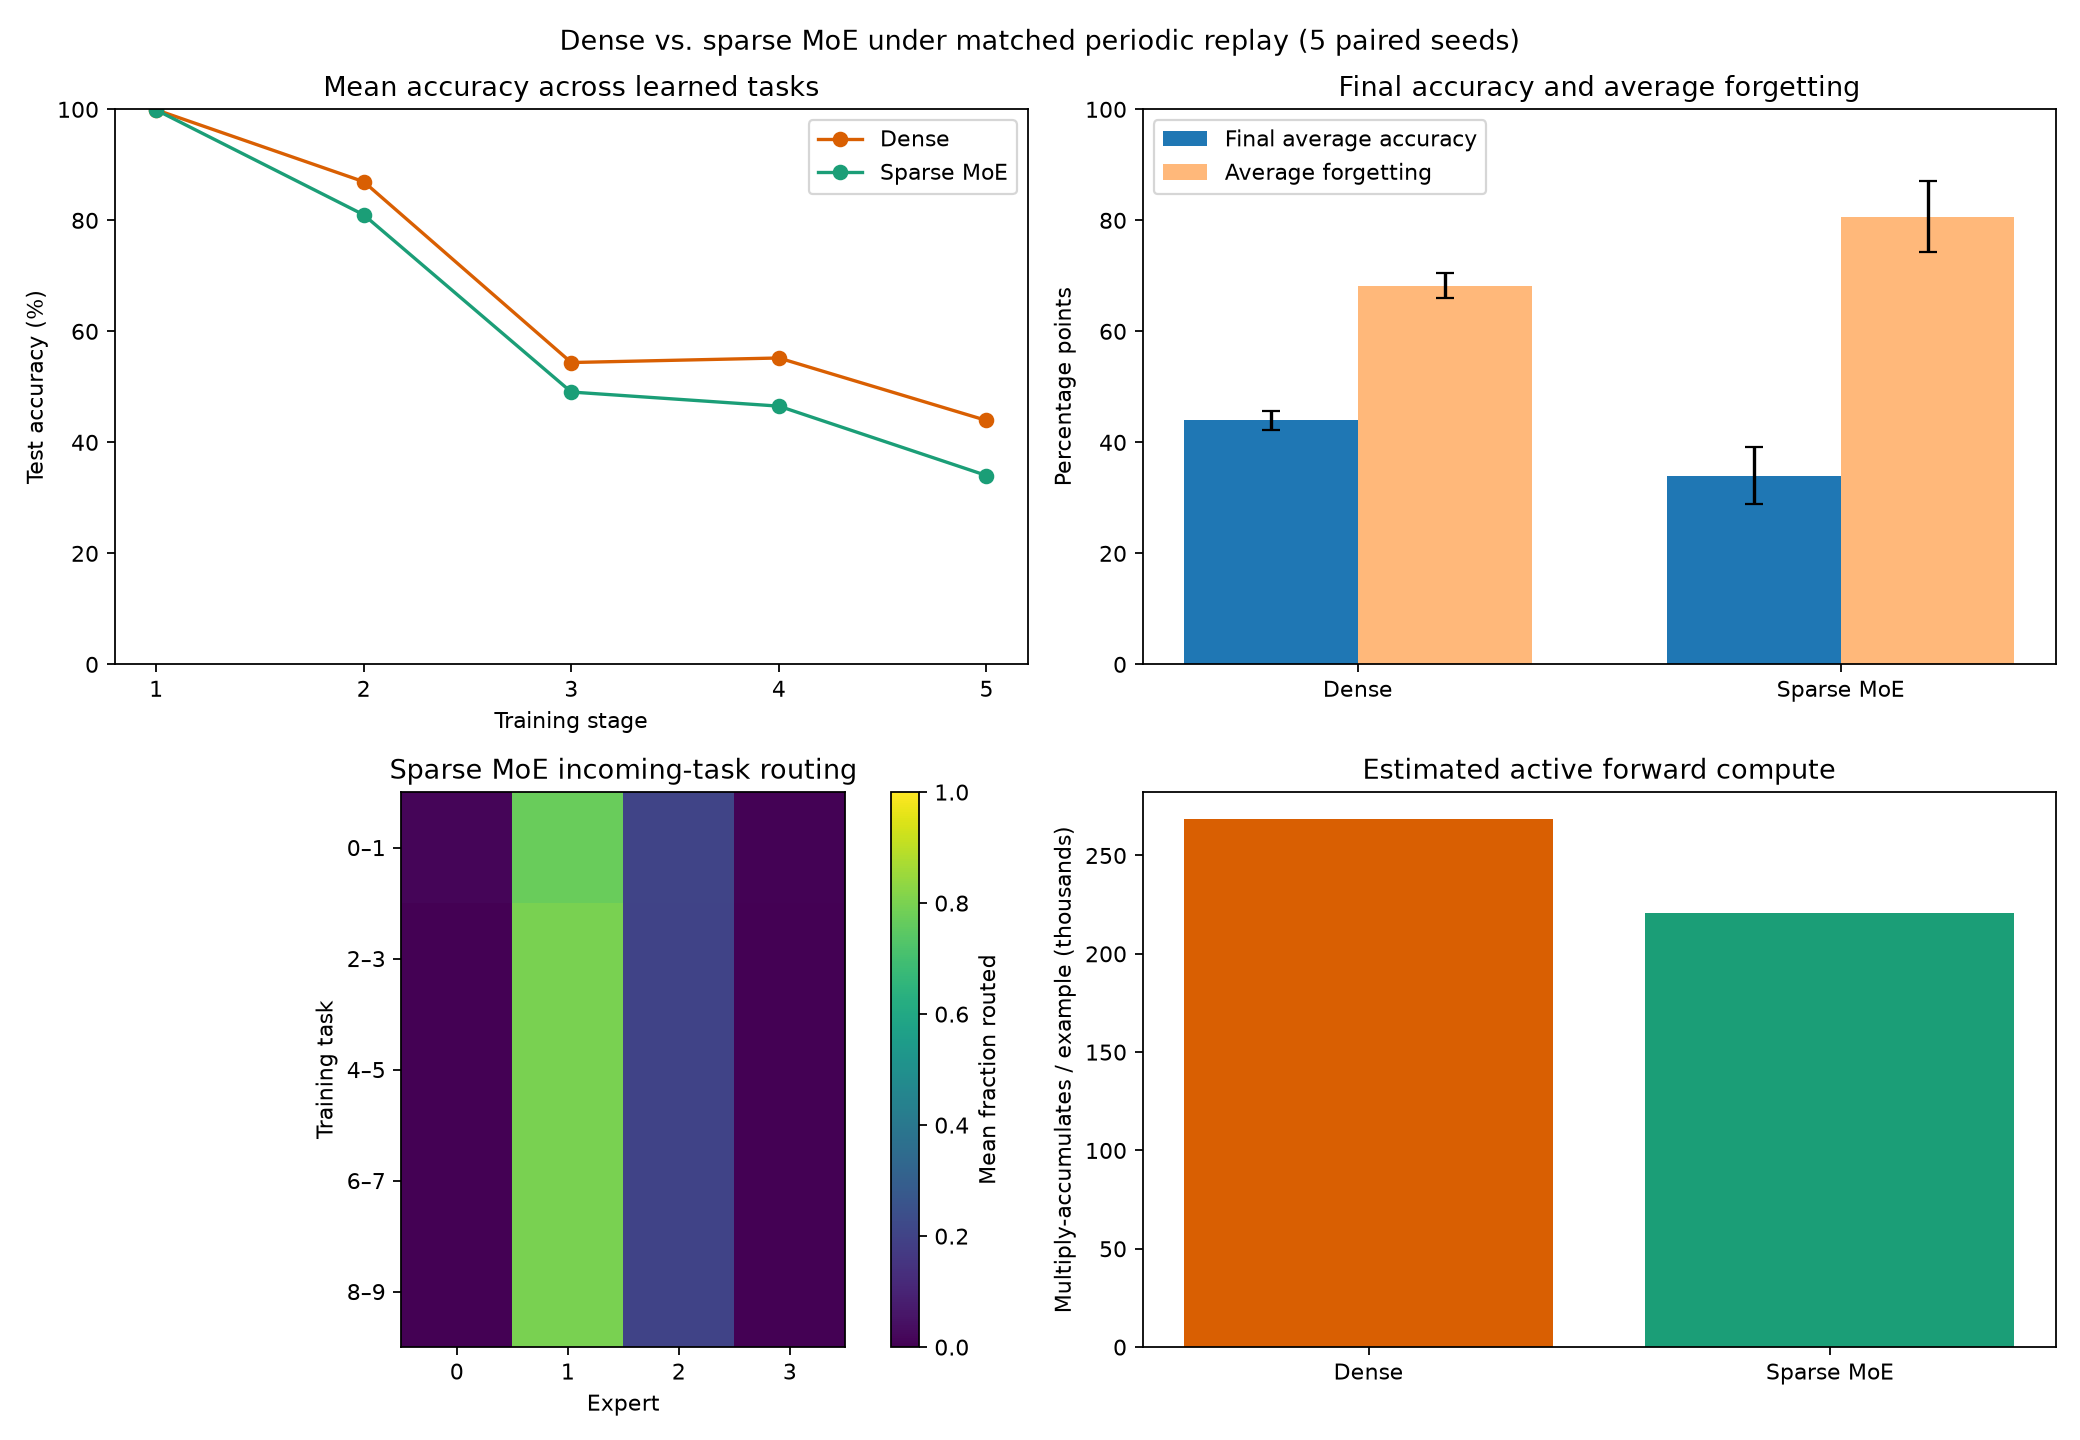 Dense vs. sparse MoE under matched periodic replay (5 paired seeds)
Mean accuracy across learned tasks
Test accuracy (%)
100
80
60
40
20
0
Dense
Sparse MoE
1 2 3 4 5
Training stage
Final accuracy and average forgetting
Percentage points
100
80
60
40
20
0
Final average accuracy
Average forgetting
Dense Sparse MoE
Sparse MoE incoming-task routing
Training task
0–1
2–3
4–5
6–7
8–9
0 1 2 3
Expert
1.0
0.8
0.6
0.4
0.2
0.0
Mean fraction routed
Estimated active forward compute
Multiply-accumulates / example (thousands)
250
200
150
100
50
0
Dense Sparse MoE